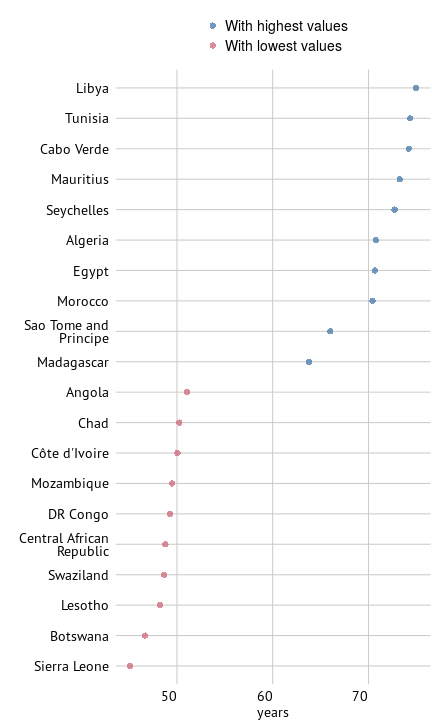 With highest values
With lowest values
Libya
Tunisia
Cabo Verde
Mauritius
Seychelles
Algeria
Egypt
Morocco
Sao Tome and
Principe
Madagascar
Angola
Chad
Côte d'Ivoire
Mozambique
DR Congo
Central African
Republic
Swaziland
Lesotho
Botswana
Sierra Leone
50 60 70
years